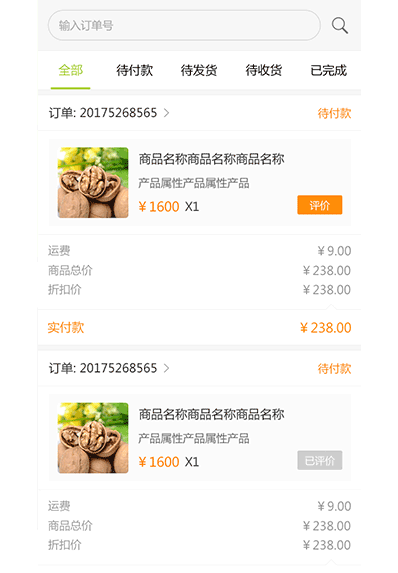 输入订单号
全部 待付款 待发货 待收货 已完成
订单: 20175268565 待付款
商品名称商品名称商品名称
产品属性产品属性产品
¥1600 X1 评价
运费 ¥9.00
商品总价 ¥238.00
折扣价 ¥238.00
实付款 ¥238.00
订单: 20175268565 待付款
商品名称商品名称商品名称
产品属性产品属性产品
¥1600 X1 已评价
运费 ¥9.00
商品总价 ¥238.00
折扣价 ¥238.00